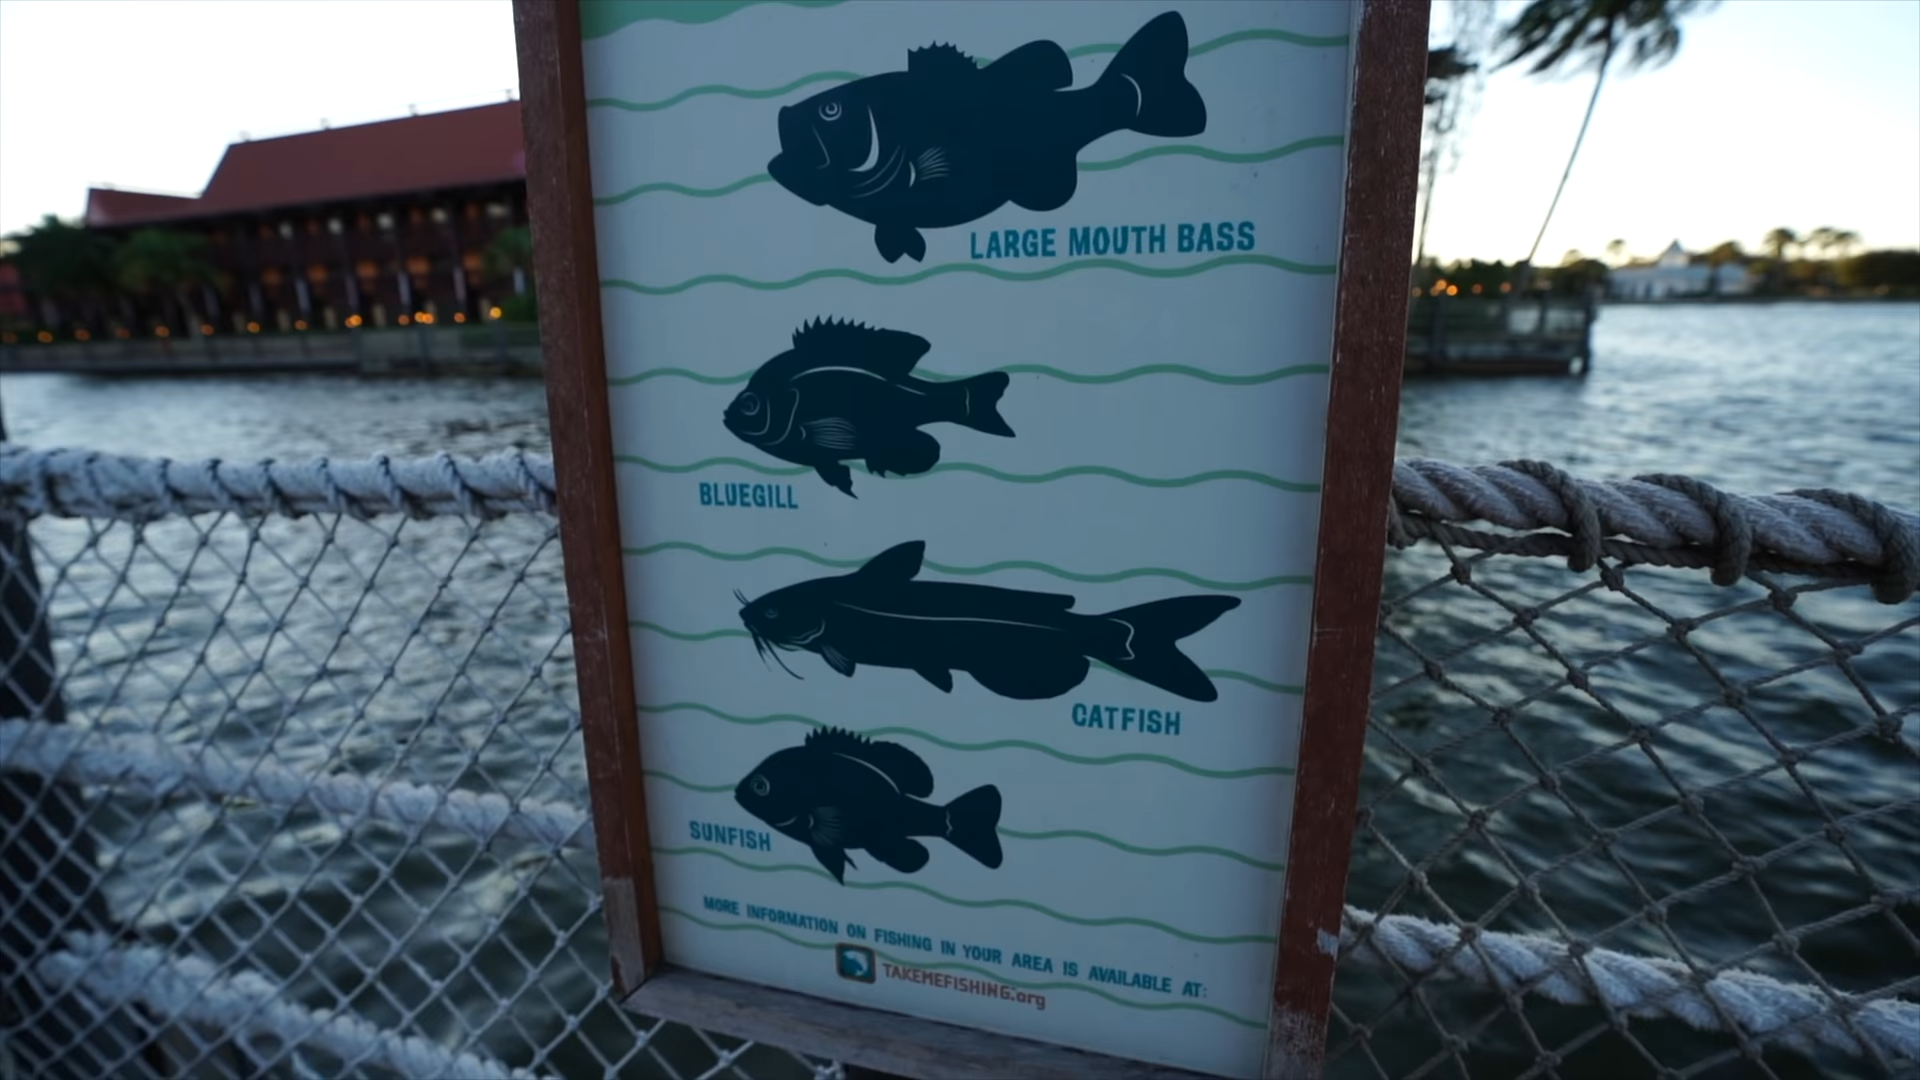 LARGE MOUTH BASS
BLUEGILL
CATFISH
SUNFISH
MORE INFORMATION ON FISHING IN YOUR AREA IS AVAILABLE AT:
TAKEMEFISHING.org